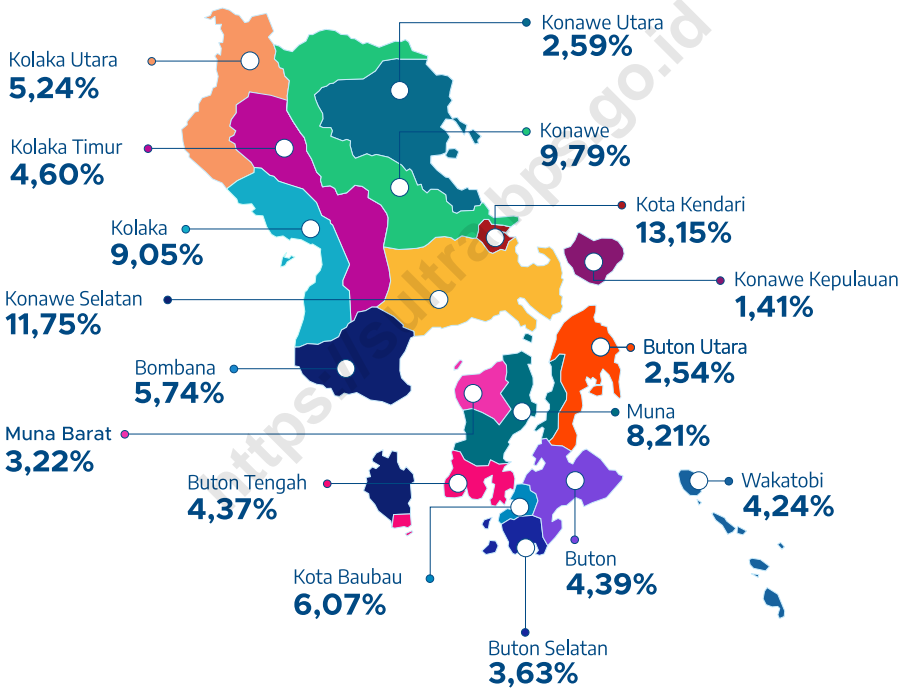 Konawe Utara
2,59%
Kolaka Utara
5,24%
Konawe
9,79%
Kolaka Timur
4,60%
Kota Kendari
13,15%
Kolaka
9,05%
Konawe Kepulauan
1,41%
Konawe Selatan
11,75%
Buton Utara
2,54%
Bombana
5,74%
Muna
8,21%
Muna Barat
3,22%
Buton Tengah
4,37%
Wakatobi
4,24%
Buton
4,39%
Kota Baubau
6,07%
Buton Selatan
3,63%
https://sultra.bps.go.id